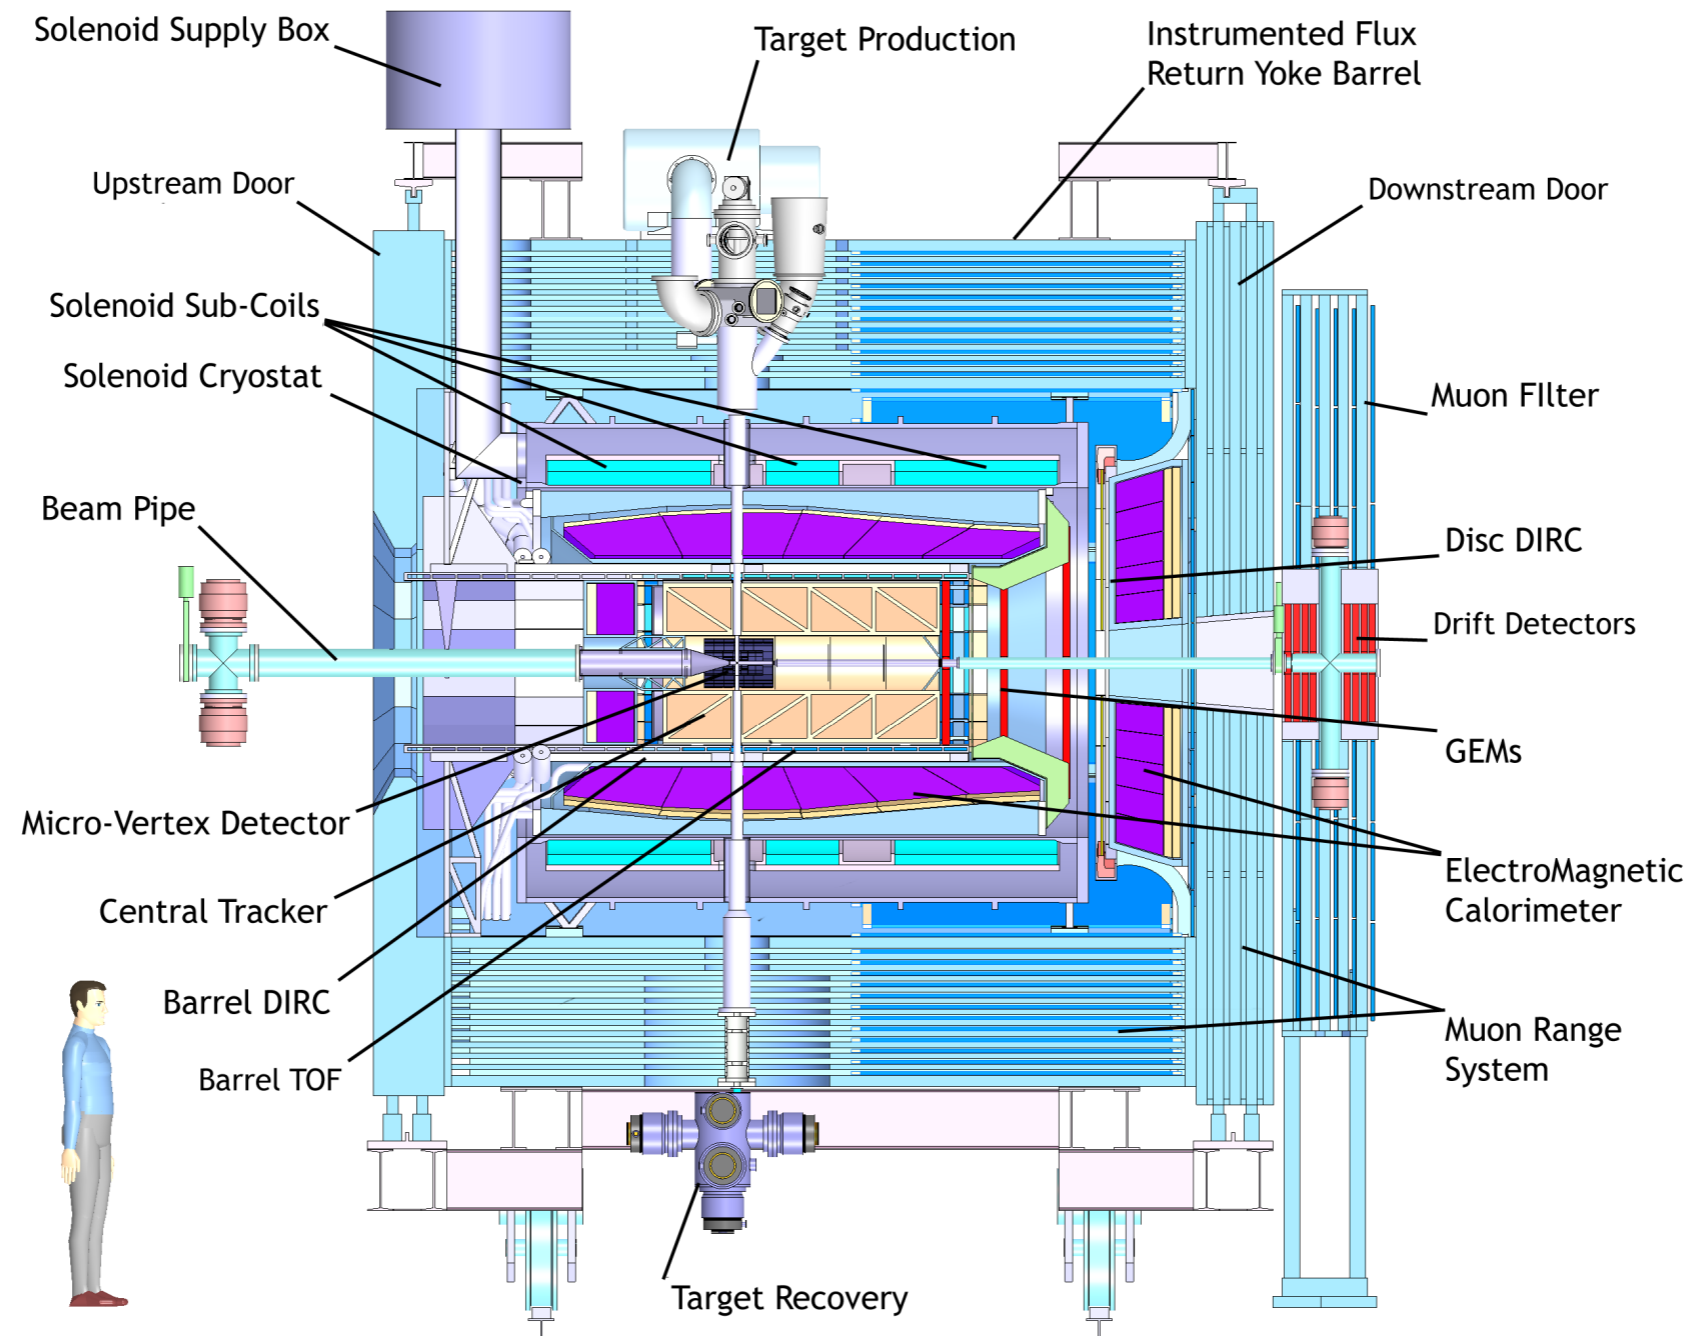 Solenoid Supply Box
Target Production
Instrumented Flux
Return Yoke Barrel
Upstream Door
Downstream Door
Solenoid Sub-Coils
Solenoid Cryostat
Muon FIlter
Beam Pipe
Disc DIRC
Drift Detectors
GEMs
Micro-Vertex Detector
ElectroMagnetic
Calorimeter
Central Tracker
Barrel DIRC
Muon Range
System
Barrel TOF
Target Recovery